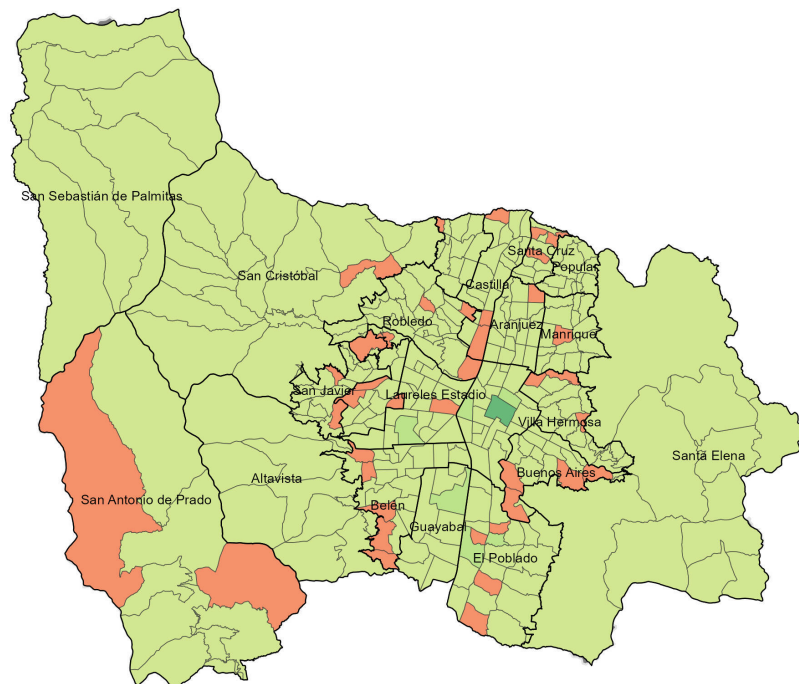 San Sebastián de Palmitas
San Cristóbal
Santa Cruz
Popular
Castilla
Robledo
Aranjuez
Manrique
San Javier
Laureles Estadio
Villa Hermosa
Santa Elena
Altavista
Buenos Aires
San Antonio de Prado
Belén
Guayabal
El Poblado